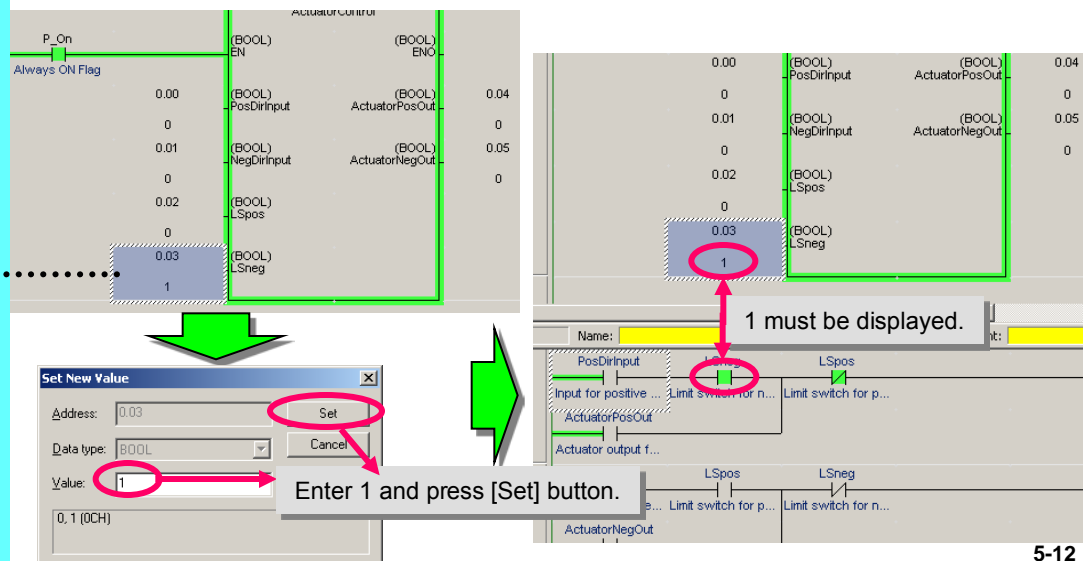 ActuatorControl
P_On
Always ON Flag
(BOOL)
EN
(BOOL)
ENO
0.00
(BOOL)
PosDirInput
(BOOL)
ActuatorPosOut
0.04
0
0
0.01
(BOOL)
NegDirInput
(BOOL)
ActuatorNegOut
0.05
0
0
0.02
(BOOL)
LSpos
0
0.03
(BOOL)
LSneg
1
Set New Value
Address:
0.03
Set
Data type:
BOOL
Cancel
Value:
1
0, 1 (0CH)
Enter 1 and press [Set] button.
0.00
(BOOL)
PosDirInput
(BOOL)
ActuatorPosOut
0.04
0
0
0.01
(BOOL)
NegDirInput
(BOOL)
ActuatorNegOut
0.05
0
0
0.02
(BOOL)
LSpos
0
0.03
(BOOL)
LSneg
1
1 must be displayed.
Name:
PosDirInput
LSneg
LSpos
Input for positive ...
Limit switch for n...
Limit switch for p...
ActuatorPosOut
Actuator output f...
LSpos
LSneg
Limit switch for p...
Limit switch for n...
ActuatorNegOut
5-12